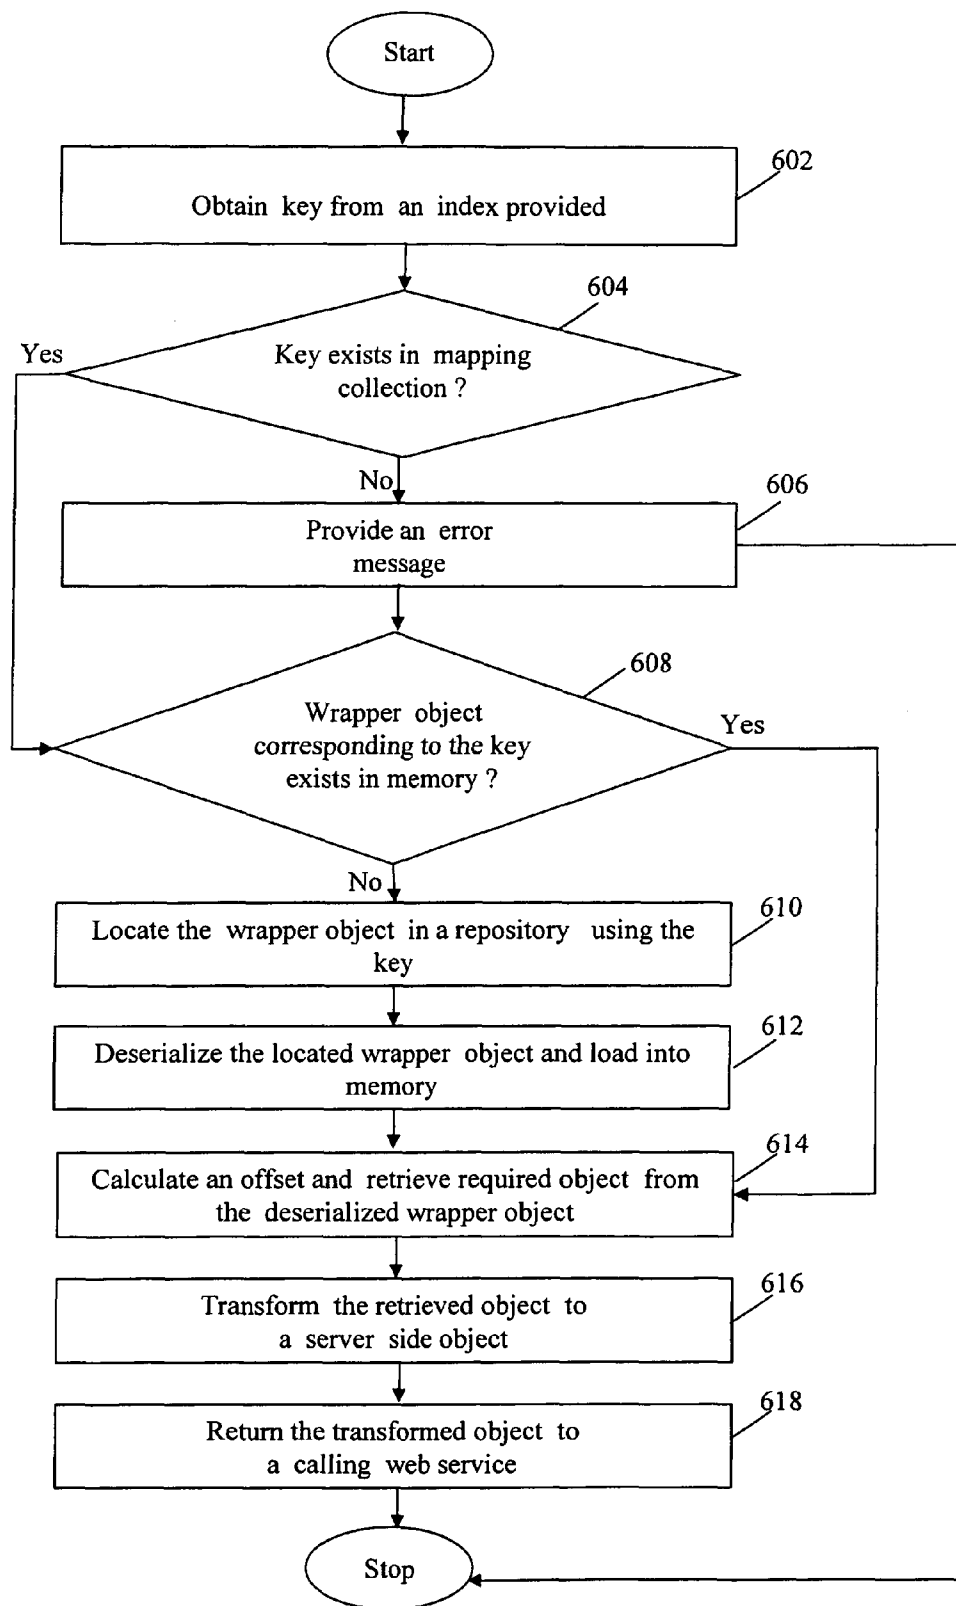 Start
602
Obtain key from an index provided
604
Yes
Key exists in mapping
collection ?
No
606
Provide an error
message
608
Wrapper object
corresponding to the key
exists in memory ?
Yes
No
610
Locate the wrapper object in a repository using the
key
612
Deserialize the located wrapper object and load into
memory
614
Calculate an offset and retrieve required object from
the deserialized wrapper object
616
Transform the retrieved object to
a server side object
618
Return the transformed object to
a calling web service
Stop